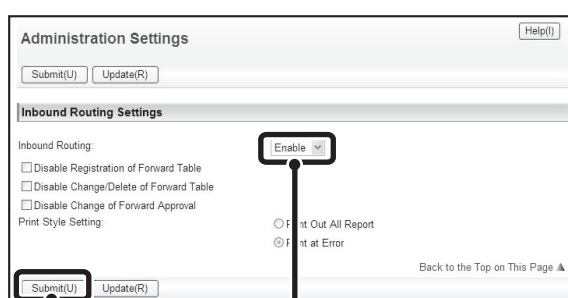 Administration Settings
Help(I)
Submit(U) Update(R)
Inbound Routing Settings
Inbound Routing: Enable
Disable Registration of Forward Table
Disable Change/Delete of Forward Table
Disable Change of Forward Approval
Print Style Setting: Print Out All Report
Print at Error
Back to the Top on This Page ▲
Submit(U) Update(R)